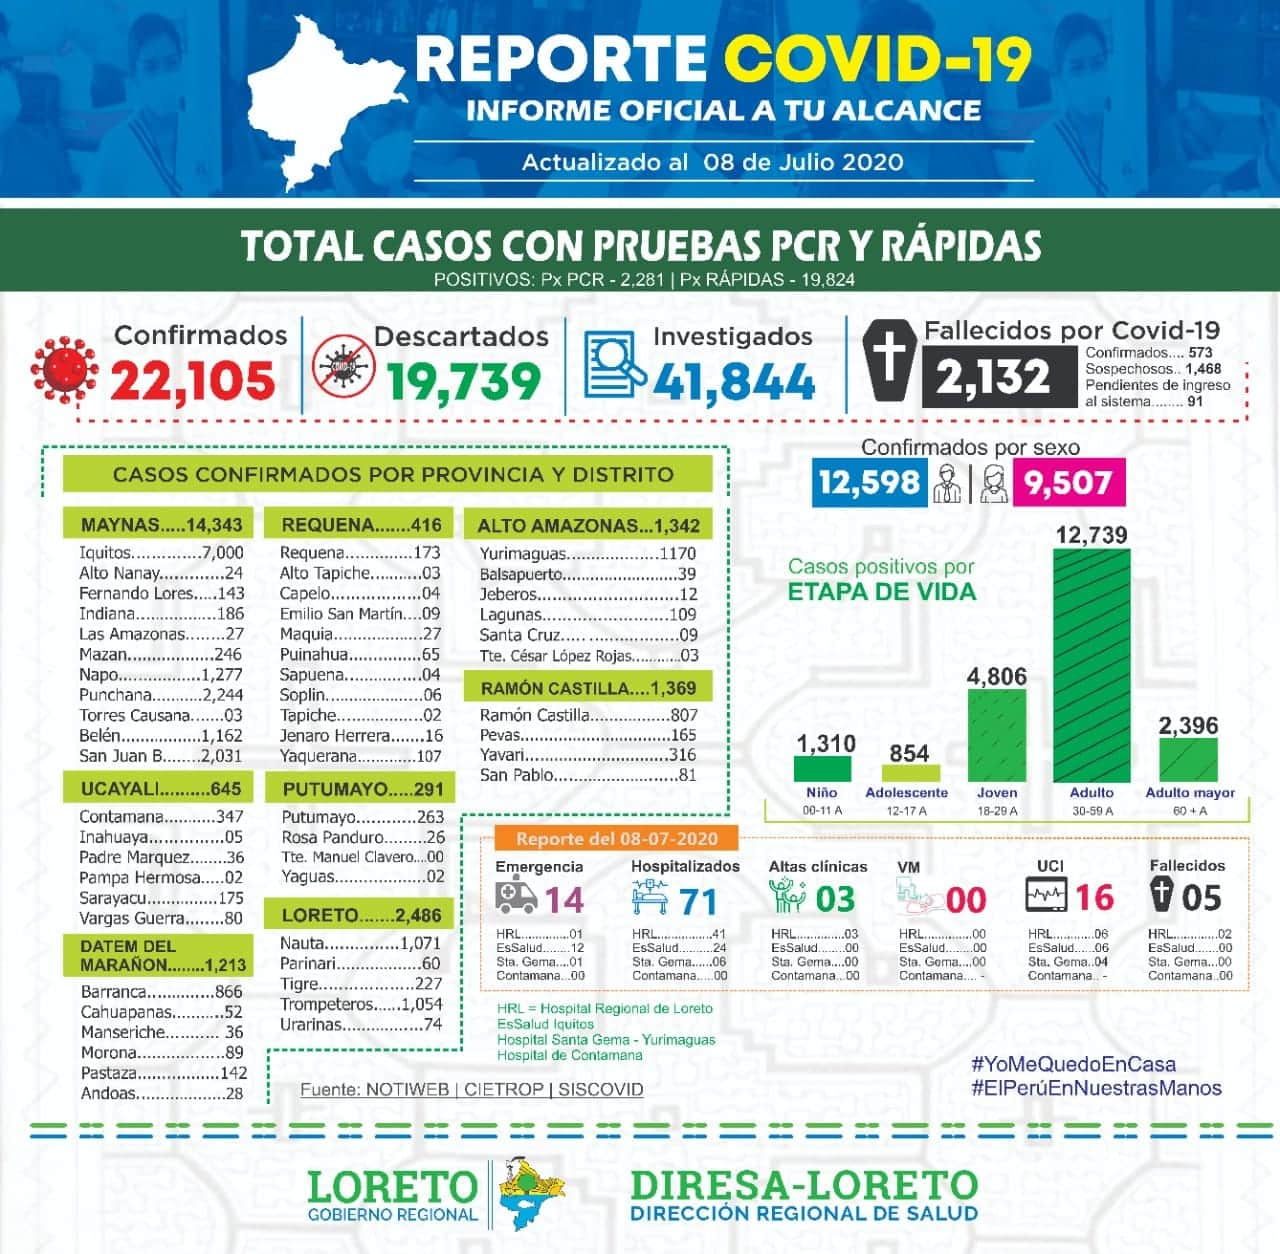 REPORTE COVID-19
INFORME OFICIAL A TU ALCANCE
Actualizado al 08 de Julio 2020
TOTAL CASOS CON PRUEBAS PCR Y RÁPIDAS
POSITIVOS: Px PCR - 2,281 | Px RÁPIDAS - 19,824
Confirmados
22,105
Descartados
COVID-19
19,739
Investigados
41,844
Fallecidos por Covid-19
2,132
Confirmados.... 573
Sospechosos.. 1,468
Pendientes de ingreso
al sistema........ 91
CASOS CONFIRMADOS POR PROVINCIA Y DISTRITO
MAYNAS.....14,343
Iquitos............7,000
Alto Nanay............24
Fernando Lores.....143
Indiana................186
Las Amazonas.......27
Mazan.................246
Napo.................1,277
Punchana..........2,244
Torres Causana......03
Belén................1,162
San Juan B.......2,031
UCAYALI..........645
Contamana..........347
Inahuaya..............05
Padre Marquez......36
Pampa Hermosa...02
Sarayacu.............175
Vargas Guerra.......80
DATEM DEL
MARAÑON........1,213
Barranca..............866
Cahuapanas..........52
Manseriche........... 36
Morona.................89
Pastaza................142
Andoas..................28
REQUENA.......416
Requena............173
Alto Tapiche.........03
Capelo.................04
Emilio San Martín...09
Maquia................27
Puinahua.............65
Sapuena..............04
Soplin.................06
Tapiche...............02
Jenaro Herrera.....16
Yaquerana..........107
PUTUMAYO.....291
Putumayo...........263
Rosa Panduro......26
Tte. Manuel Clavero....00
Yaguas................02
LORETO.......2,486
Nauta..............1,071
Parinari...............60
Tigre.................227
Trompeteros....1,054
Urarinas..............74
ALTO AMAZONAS...1,342
Yurimaguas..............1170
Balsapuerto................39
Jeberos.....................12
Lagunas...................109
Santa Cruz..... ..........09
Tte. César López Rojas.....03
RAMÓN CASTILLA....1,369
Ramón Castilla..........807
Pevas......................165
Yavari......................316
San Pablo..................81
Confirmados por sexo
12,598 | 9,507
Casos positivos por
ETAPA DE VIDA
1,310
854
4,806
12,739
2,396
Niño
00-11 A
Adolescente
12-17 A
Joven
18-29 A
Adulto
30-59 A
Adulto mayor
60 + A
Reporte del 08-07-2020
Emergencia
14
HRL............01
EsSalud.......12
Sta. Gema....01
Contamana...00
Hospitalizados
71
HRL............41
EsSalud.......24
Sta. Gema.....06
Contamana.....00
Altas clínicas
03
HRL............03
EsSalud.......00
Sta. Gema....00
Contamana...00
VM
00
HRL............00
EsSalud.......00
Sta. Gema....00
Contamana.... -
UCI
16
HRL............06
EsSalud.......06
Sta. Gema..04
Contamana..... -
Fallecidos
05
HRL............02
EsSalud.......00
Sta. Gema....00
Contamana..00
HRL = Hospital Regional de Loreto
EsSalud Iquitos
Hospital Santa Gema - Yurimaguas
Hospital de Contamana
#YoMeQuedoEnCasa
#ElPerúEnNuestrasManos
Fuente: NOTIWEB | CIETROP | SISCOVID
LORETO
GOBIERNO REGIONAL
DIRESA-LORETO
DIRECCIÓN REGIONAL DE SALUD